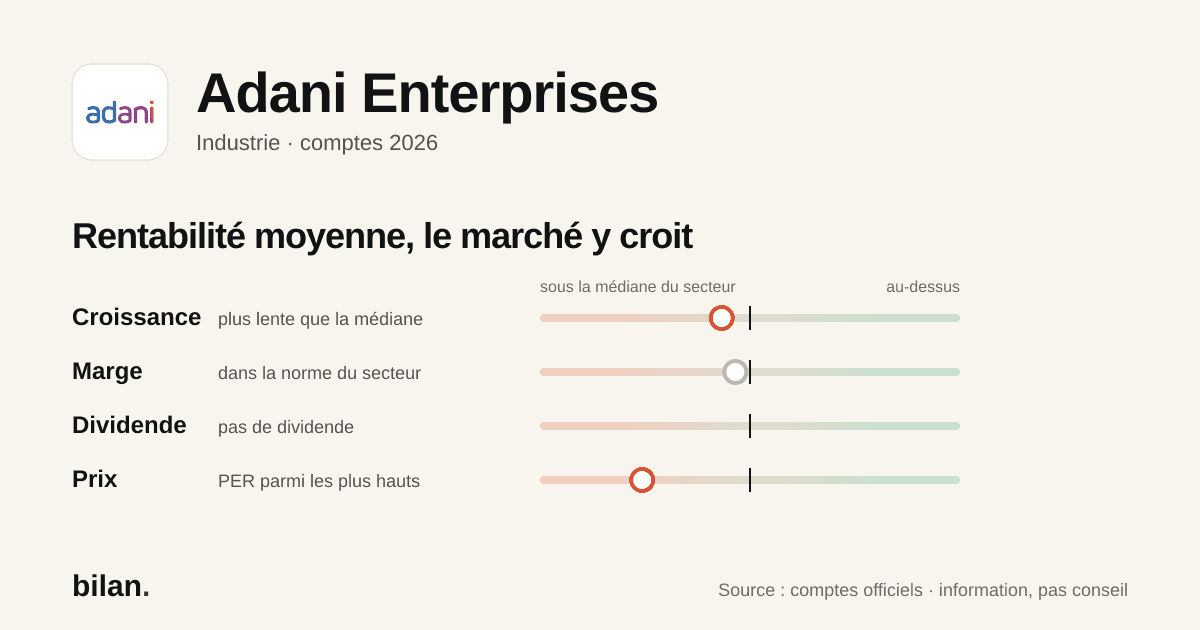 adani
Adani Enterprises
Industrie · comptes 2026
Rentabilité moyenne, le marché y croit
sous la médiane du secteur au-dessus
Croissance plus lente que la médiane
Marge dans la norme du secteur
Dividende pas de dividende
Prix PER parmi les plus hauts
bilan.
Source : comptes officiels · information, pas conseil